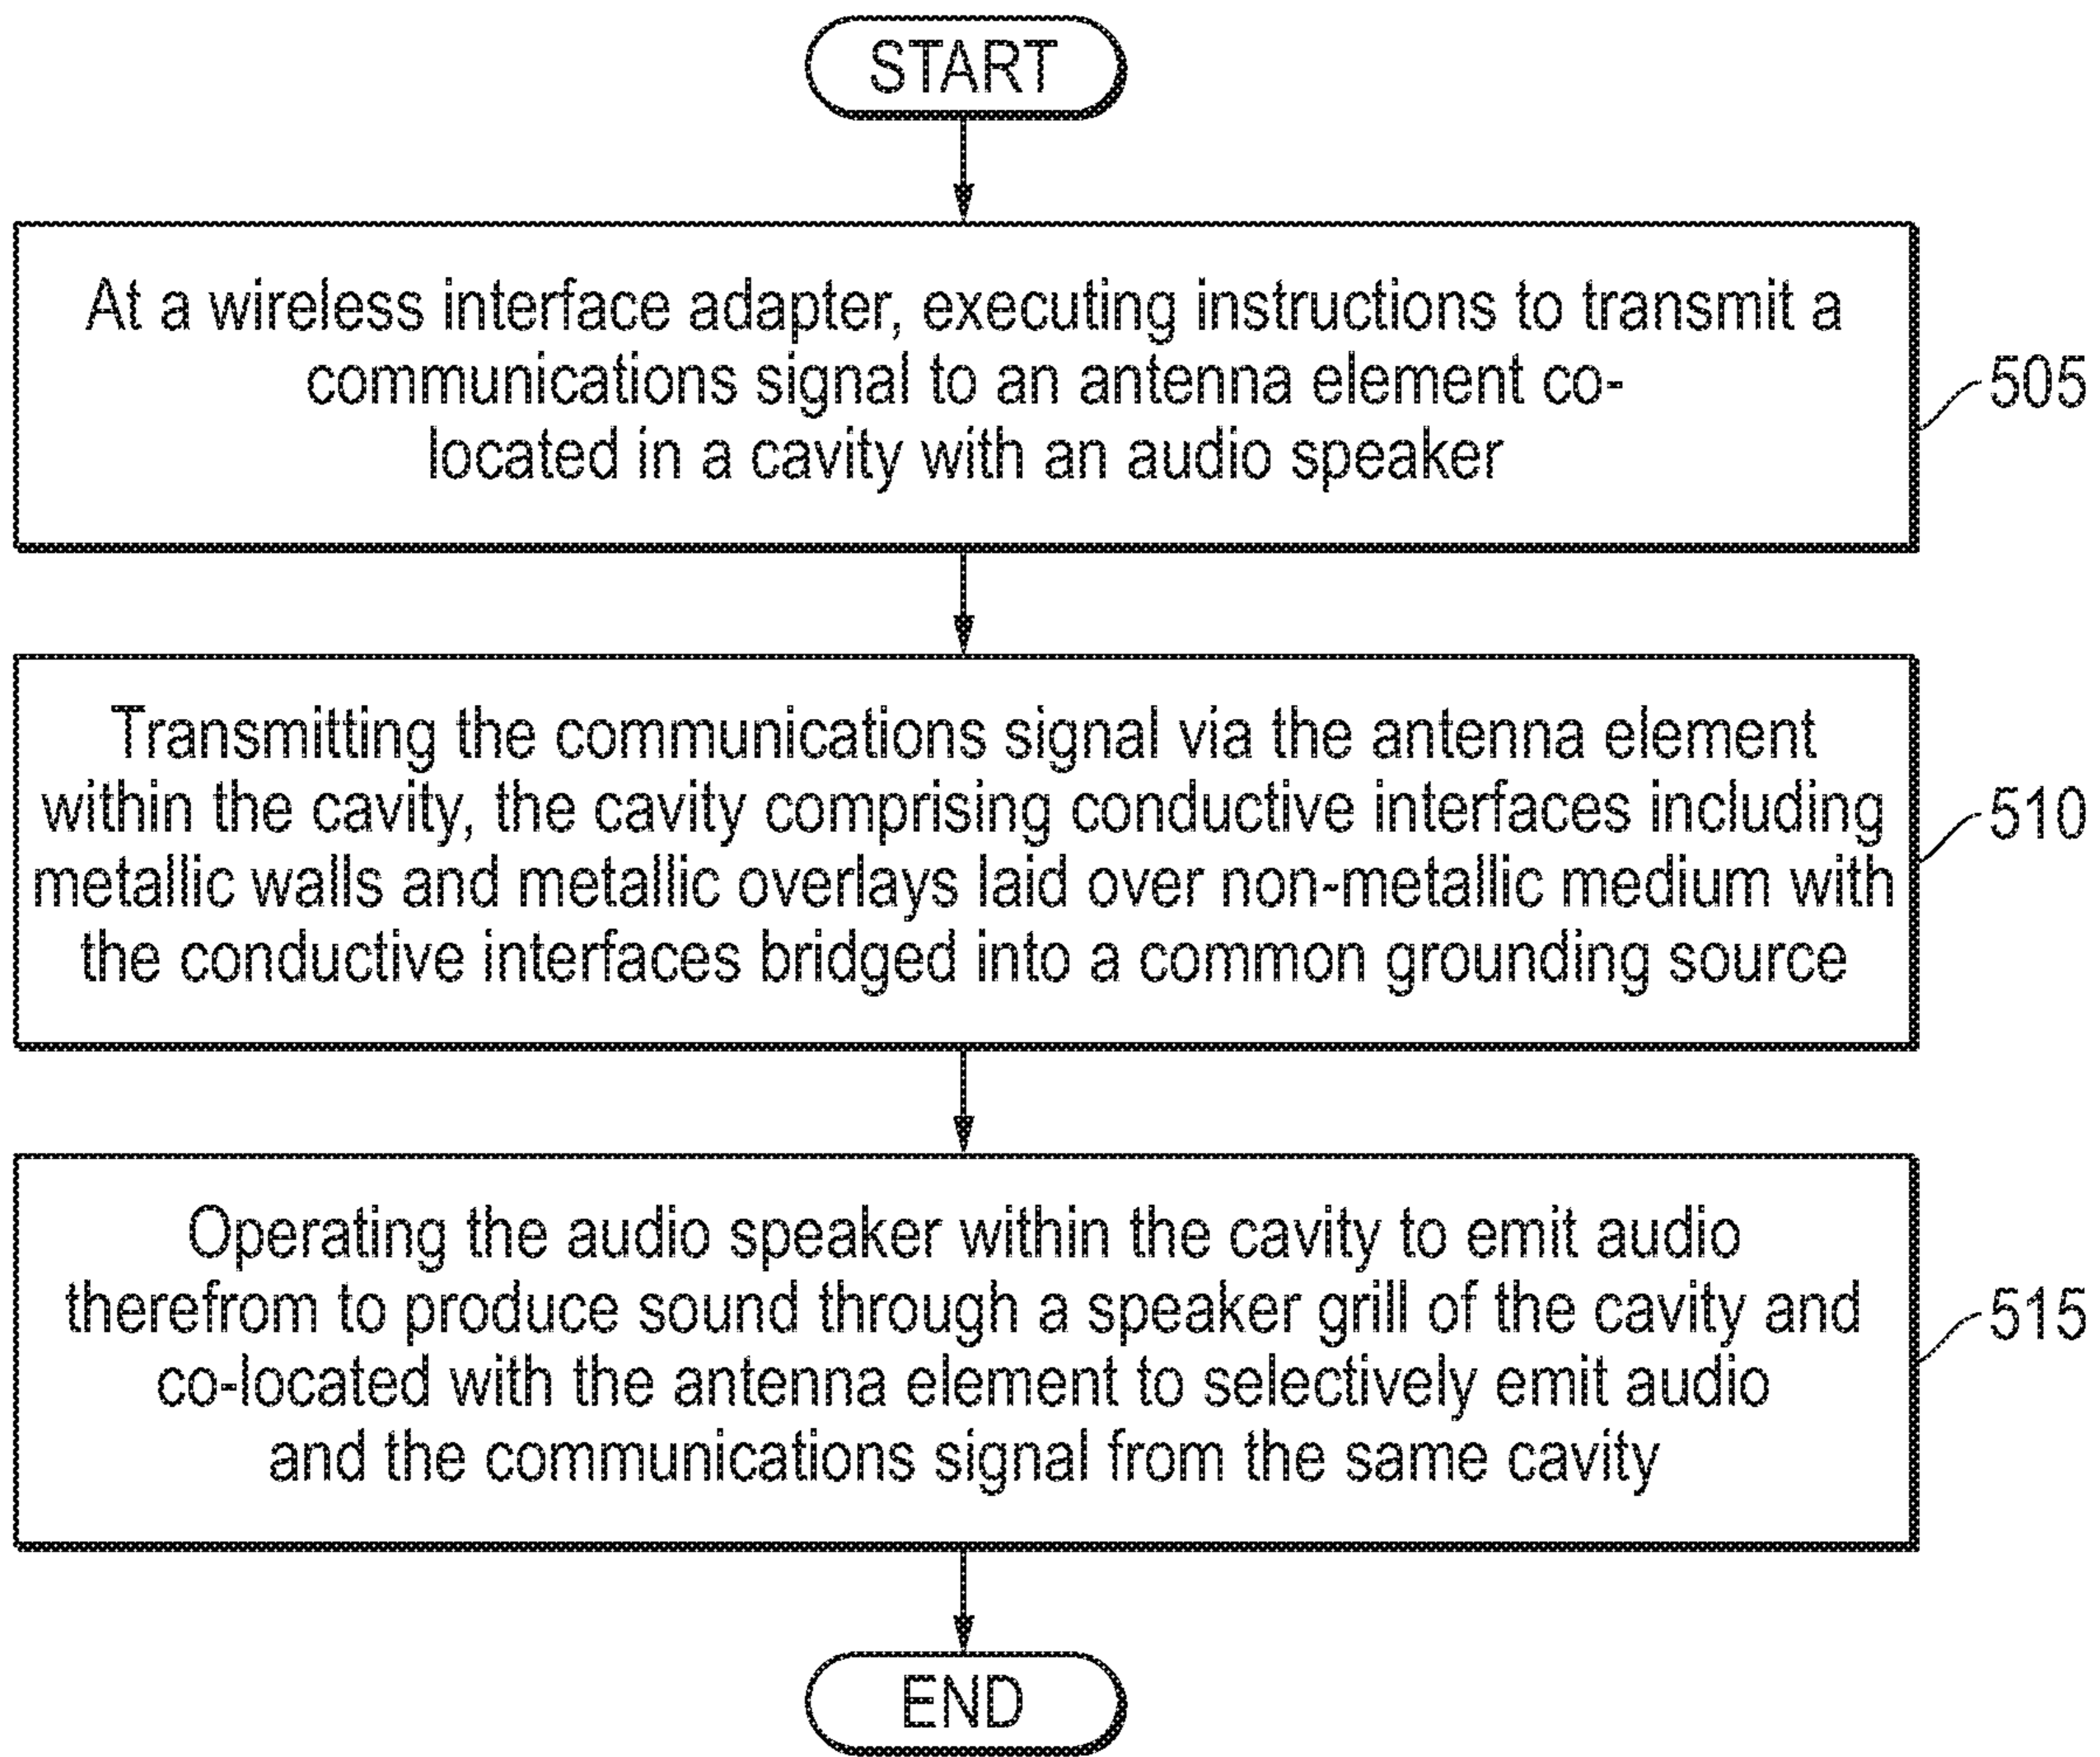 START
At a wireless interface adapter, executing instructions to transmit a
communications signal to an antenna element co-
located in a cavity with an audio speaker
505
Transmitting the communications signal via the antenna element
within the cavity, the cavity comprising conductive interfaces including
metallic walls and metallic overlays laid over non-metallic medium with
the conductive interfaces bridged into a common grounding source
510
Operating the audio speaker within the cavity to emit audio
therefrom to produce sound through a speaker grill of the cavity and
co-located with the antenna element to selectively emit audio
and the communications signal from the same cavity
515
END